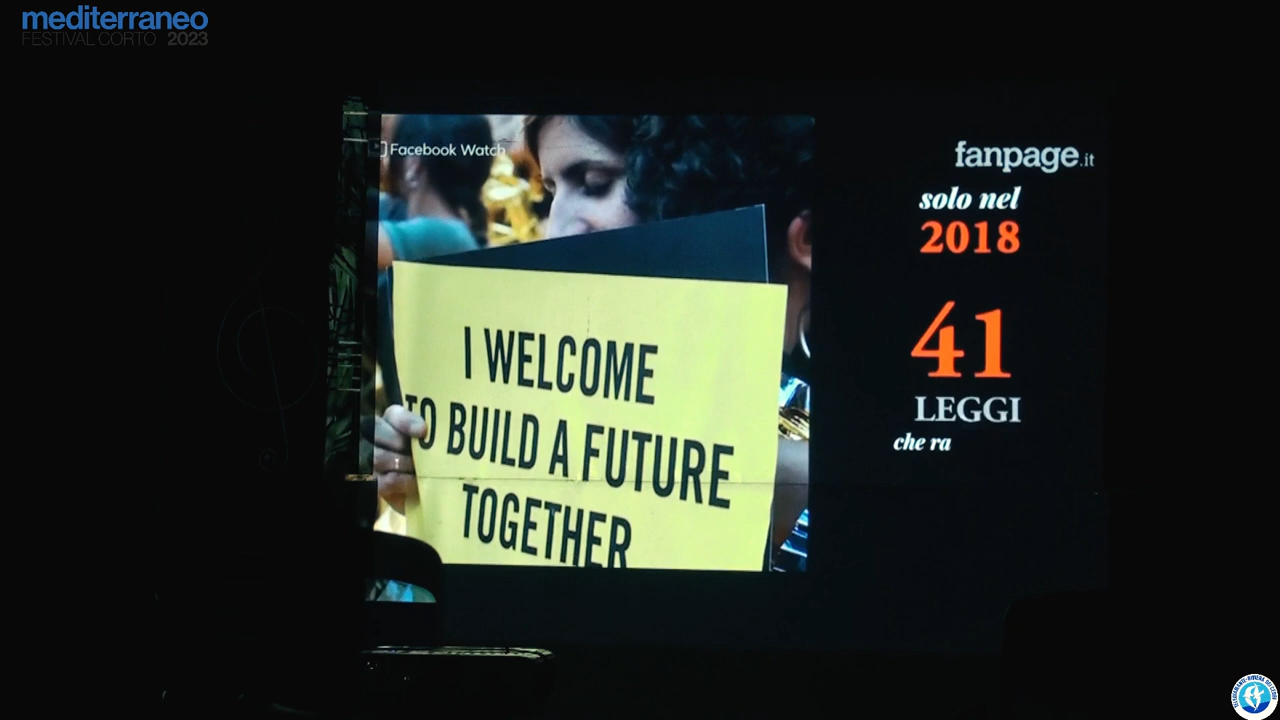 mediterraneo
FESTIVAL CORTO 2023
Facebook Watch
fanpage.it
solo nel
2018
41
LEGGI
che ra
I WELCOME
TO BUILD A FUTURE
TOGETHER